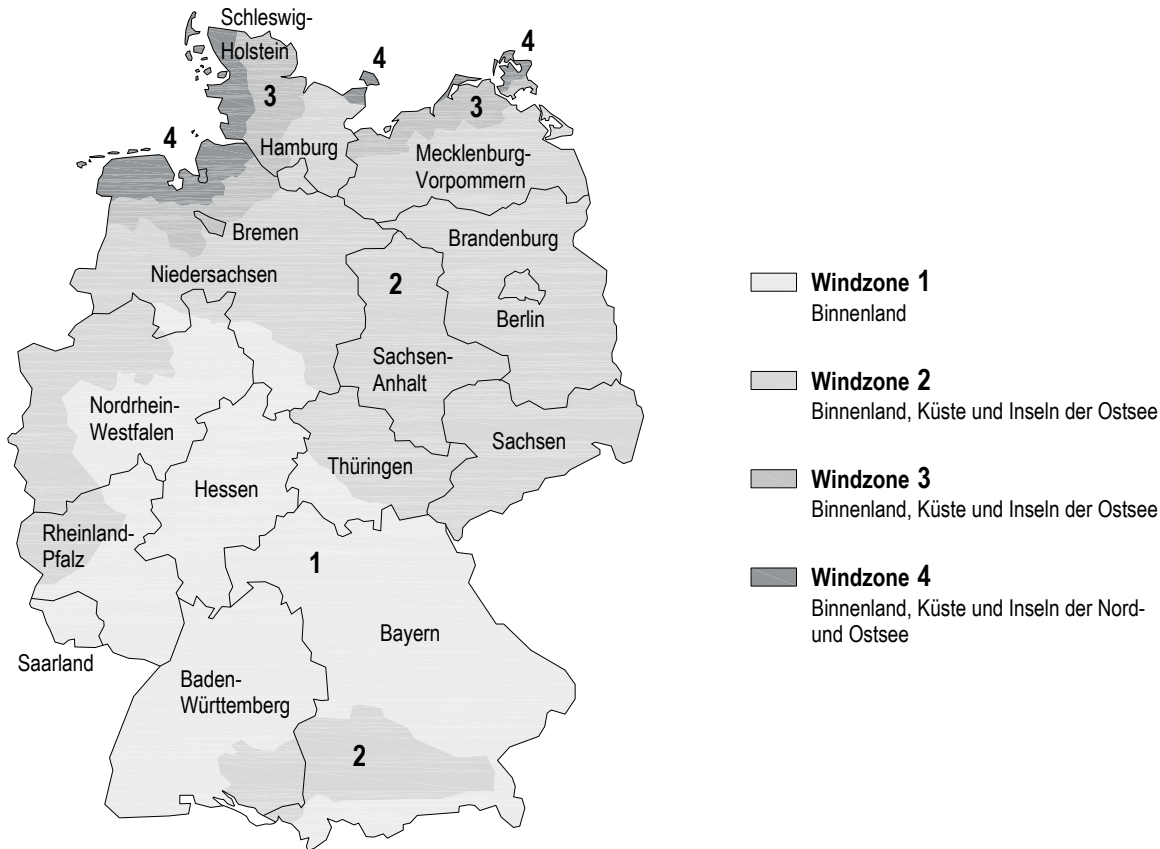 Schleswig-
Holstein
4
4
4
3
3
Hamburg
Mecklenburg-
Vorpommern
Bremen
Brandenburg
Niedersachsen
2
Berlin
Sachsen-
Anhalt
Nordrhein-
Westfalen
Sachsen
Thüringen
Hessen
Rheinland-
Pfalz
1
Bayern
Saarland
Baden-
Württemberg
2
Windzone 1
Binnenland
Windzone 2
Binnenland, Küste und Inseln der Ostsee
Windzone 3
Binnenland, Küste und Inseln der Ostsee
Windzone 4
Binnenland, Küste und Inseln der Nord-
und Ostsee